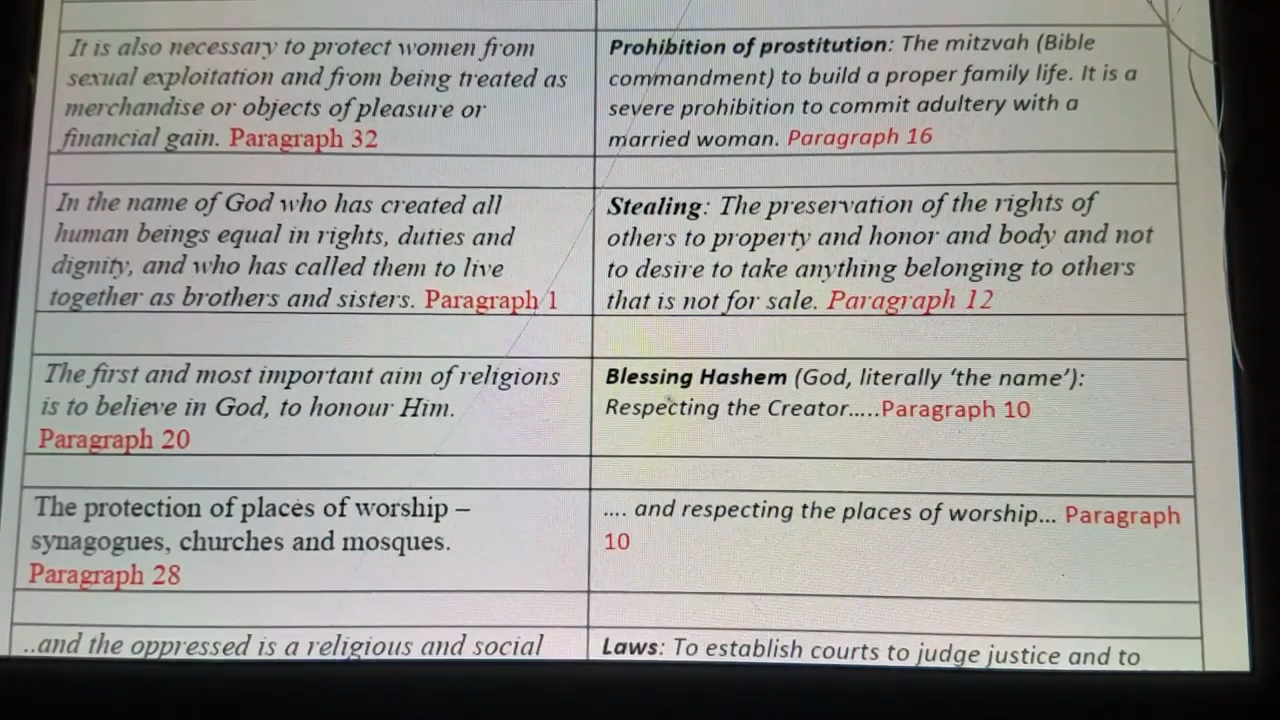 It is also necessary to protect women from
sexual exploitation and from being treated as
merchandise or objects of pleasure or
financial gain. Paragraph 32
Prohibition of prostitution: The mitzvah (Bible
commandment) to build a proper family life. It is a
severe prohibition to commit adultery with a
married woman. Paragraph 16
In the name of God who has created all
human beings equal in rights, duties and
dignity, and who has called them to live
together as brothers and sisters. Paragraph 1
Stealing: The preservation of the rights of
others to property and honor and body and not
to desire to take anything belonging to others
that is not for sale. Paragraph 12
The first and most important aim of religions
is to believe in God, to honour Him.
Paragraph 20
Blessing Hashem (God, literally ‘the name’):
Respecting the Creator.....Paragraph 10
The protection of places of worship –
synagogues, churches and mosques.
Paragraph 28
.... and respecting the places of worship... Paragraph
10
..and the oppressed is a religious and social
Laws: To establish courts to judge justice and to